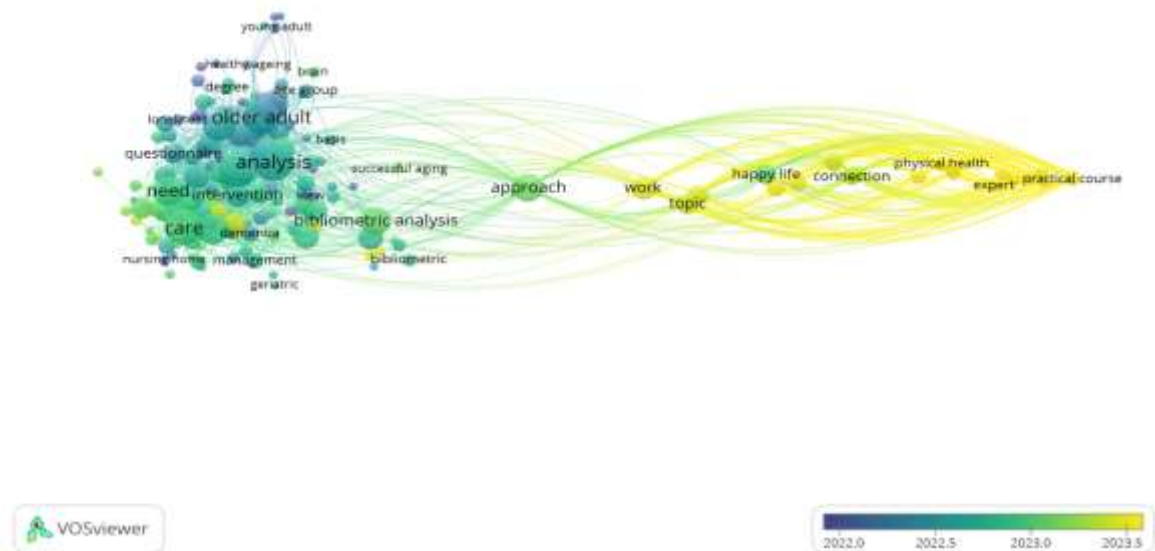 young adult
healthy ageing
brain
degree
age group
older adult
loneliness
basis
questionnaire
analysis
successful aging
need
intervention
view
approach
work
topic
happy life
connection
physical health
expert
practical course
care
dementia
bibliometric analysis
nursing home
management
bibliometric
geriatric
VOSviewer
2022.0 2022.5 2023.0 2023.5